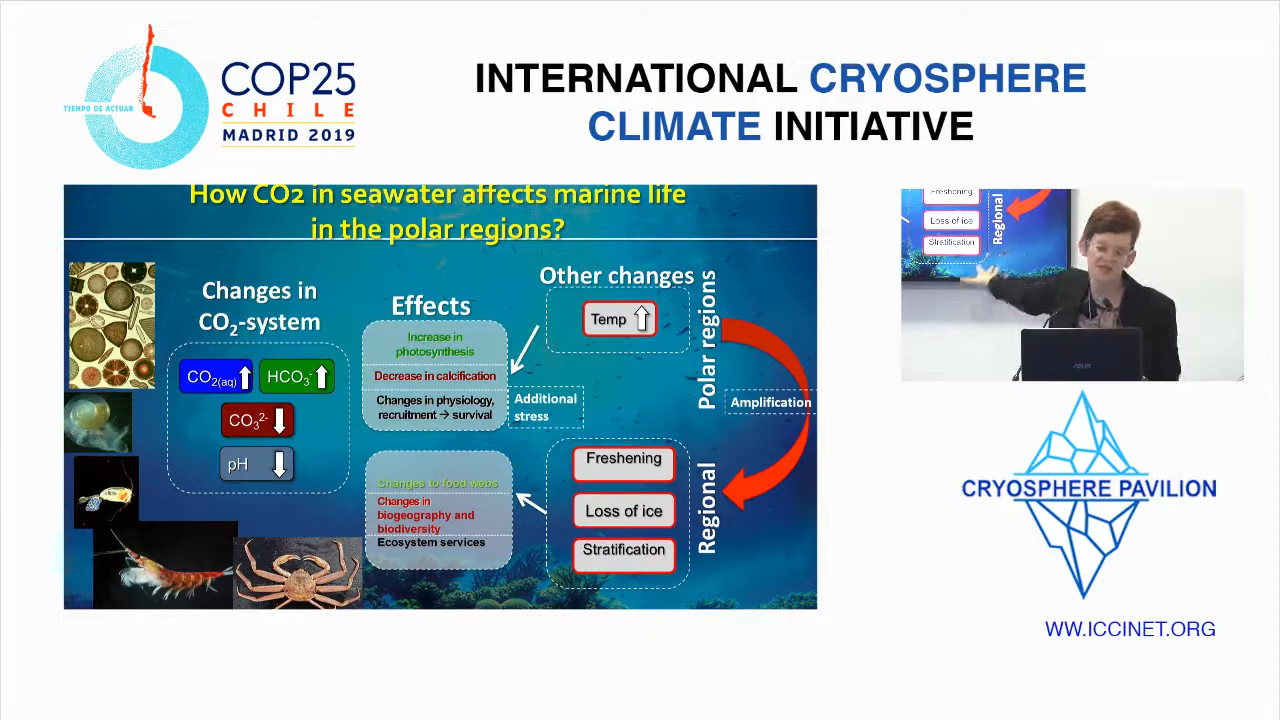 TIEMPO DE ACTUAR
COP25
CHILE
MADRID 2019
INTERNATIONAL CRYOSPHERE
CLIMATE INITIATIVE
How CO2 in seawater affects marine life
in the polar regions?
Changes in
CO₂-system
CO₂(aq)
HCO₃⁻
CO₃²⁻
pH
Effects
Increase in
photosynthesis
Decrease in calcification
Changes in physiology,
recruitment → survival
Changes to food webs
Changes in
biogeography and
biodiversity
Ecosystem services
Other changes
Temp
Additional
stress
Freshening
Loss of ice
Stratification
Polar regions
Regional
Amplification
Freshening
Loss of ice
Stratification
Regional
ASUS
CRYOSPHERE PAVILION
WW.ICCINET.ORG